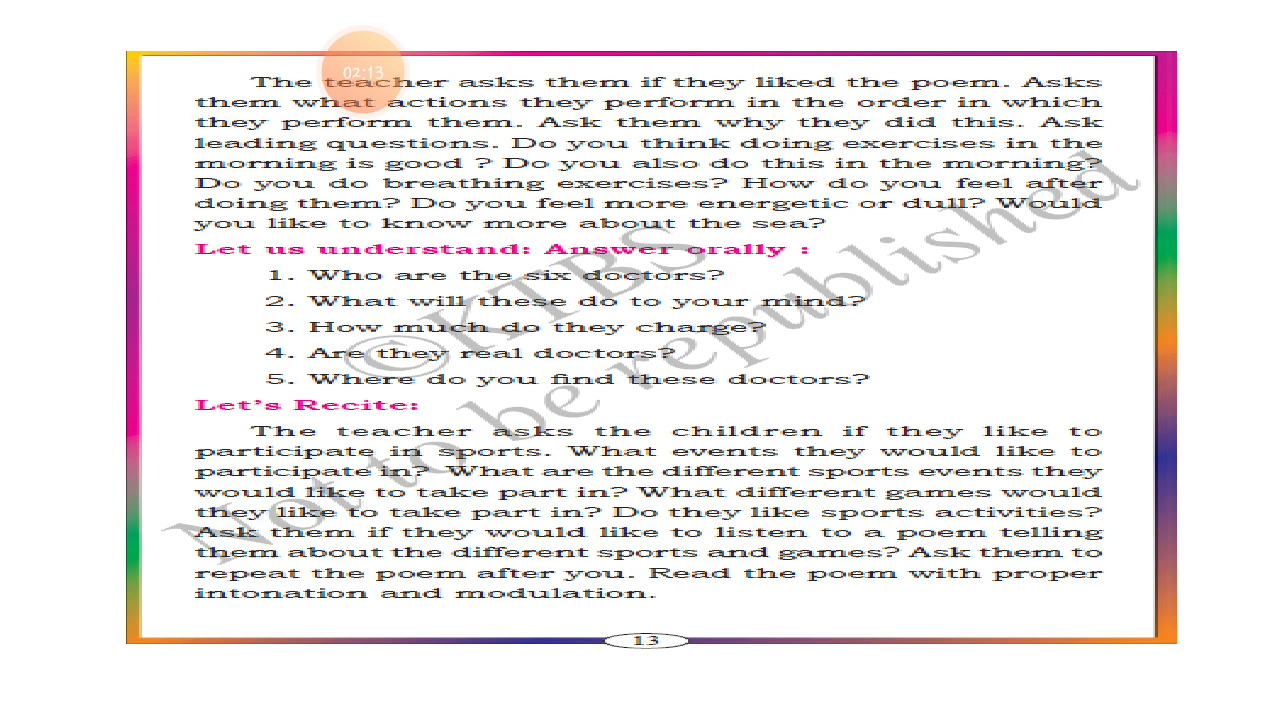 The teacher asks them if they liked the poem. Asks
them what actions they perform in the order in which
they perform them. Ask them why they did this. Ask
leading questions. Do you think doing exercises in the
morning is good ? Do you also do this in the morning?
Do you do breathing exercises? How do you feel after
doing them? Do you feel more energetic or dull? Would
you like to know more about the sea?
Let us understand: Answer orally :
1. Who are the six doctors?
2. What will these do to your mind?
3. How much do they charge?
4. Are they real doctors?
5. Where do you find these doctors?
Let's Recite:
The teacher asks the children if they like to
participate in sports. What events they would like to
participate in? What are the different sports events they
would like to take part in? What different games would
they like to take part in? Do they like sports activities?
Ask them if they would like to listen to a poem telling
them about the different sports and games? Ask them to
repeat the poem after you. Read the poem with proper
intonation and modulation.
13
02:13
©KTBS
Not to be republished